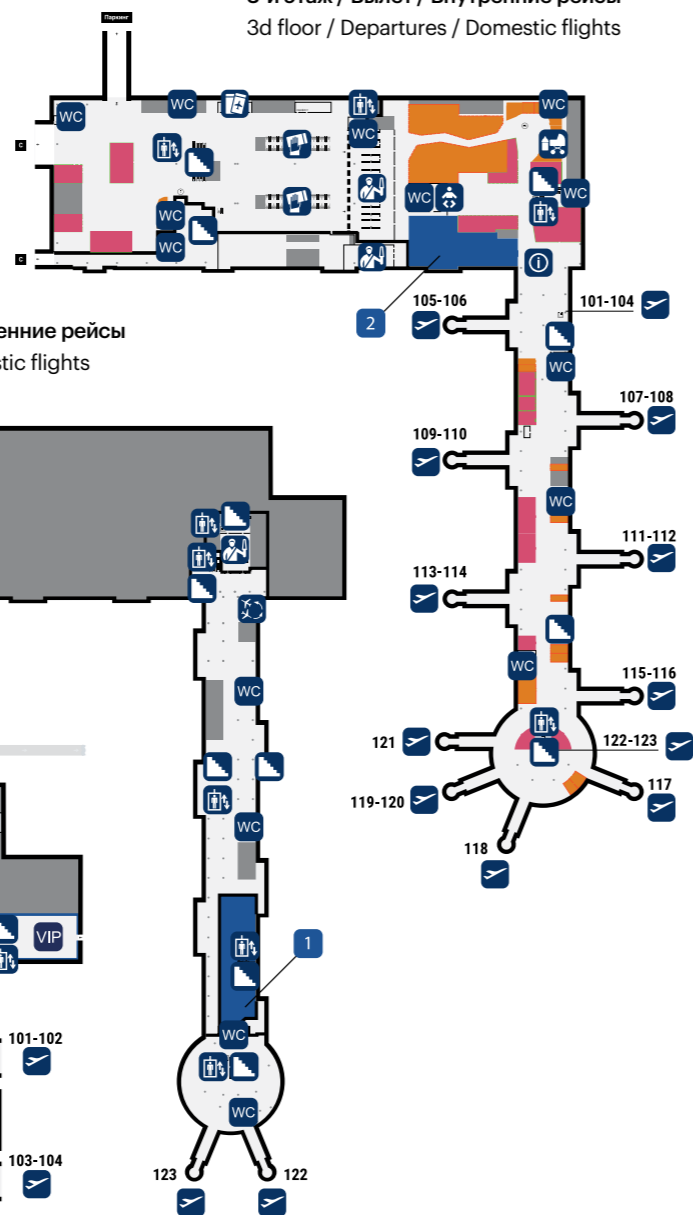 3d floor / Departures / Domestic flights
Паркинг
WC
WC
WC
WC
C
WC
WC
WC
WC
WC
C
i
105-106
101-104
2
WC
107-108
109-110
WC
111-112
113-114
WC
115-116
121
122-123
119-120
117
118
рейсы
flights
WC
WC
1
WC
WC
123
122
VIP
101-102
103-104